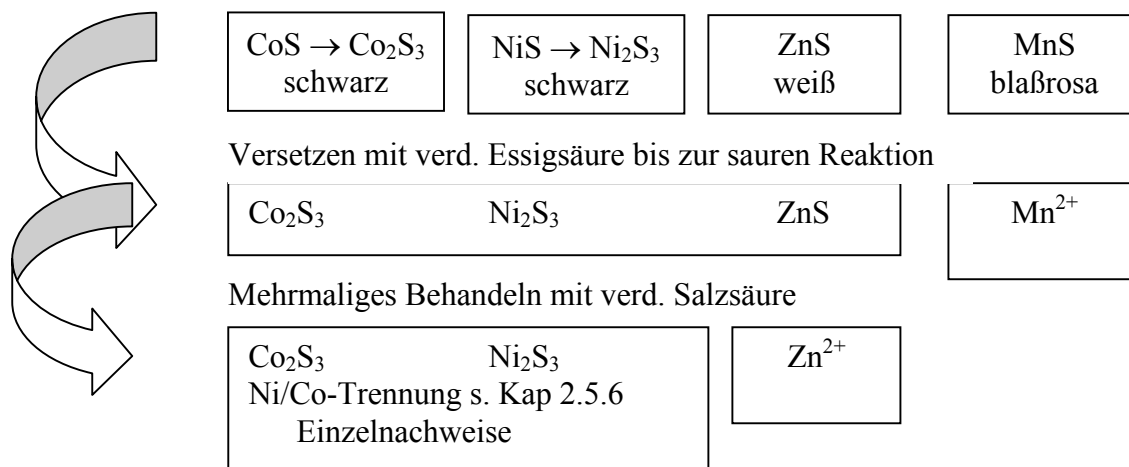 CoS → Co₂S₃ NiS → Ni₂S₃ ZnS MnS
schwarz schwarz weiß blaßrosa
Versetzen mit verd. Essigsäure bis zur sauren Reaktion
Co₂S₃ Ni₂S₃ ZnS Mn²⁺
Mehrmaliges Behandeln mit verd. Salzsäure
Co₂S₃ Ni₂S₃ Zn²⁺
Ni/Co-Trennung s. Kap 2.5.6
Einzelnachweise